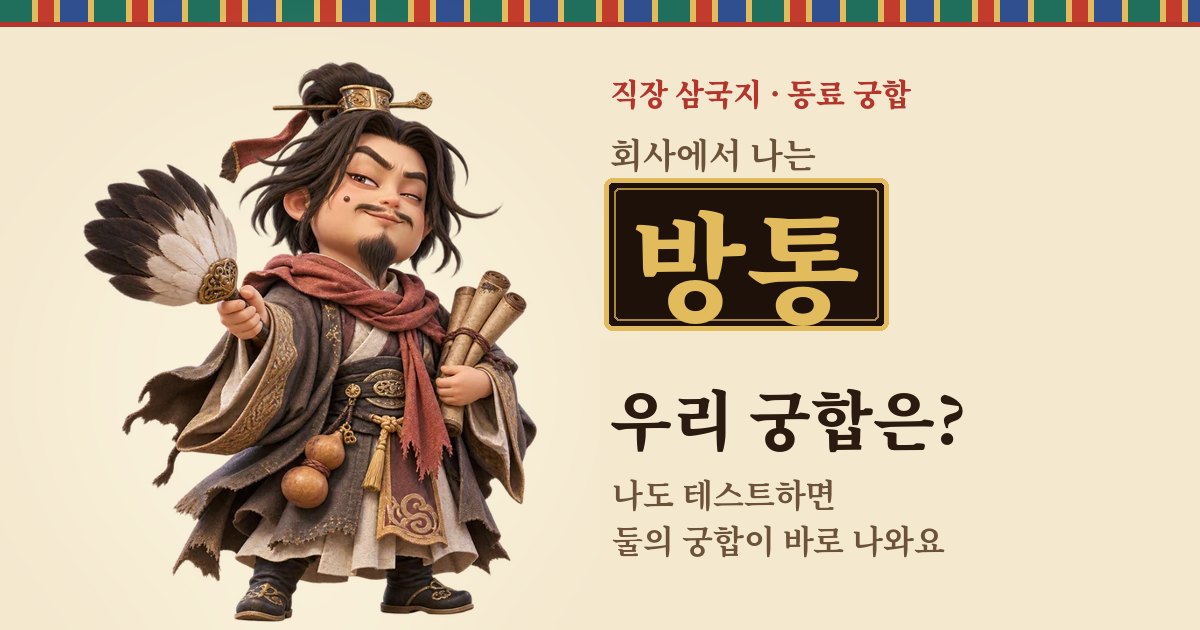 직장 삼국지 · 동료 궁합
회사에서 나는
방통
우리 궁합은?
나도 테스트하면
둘의 궁합이 바로 나와요